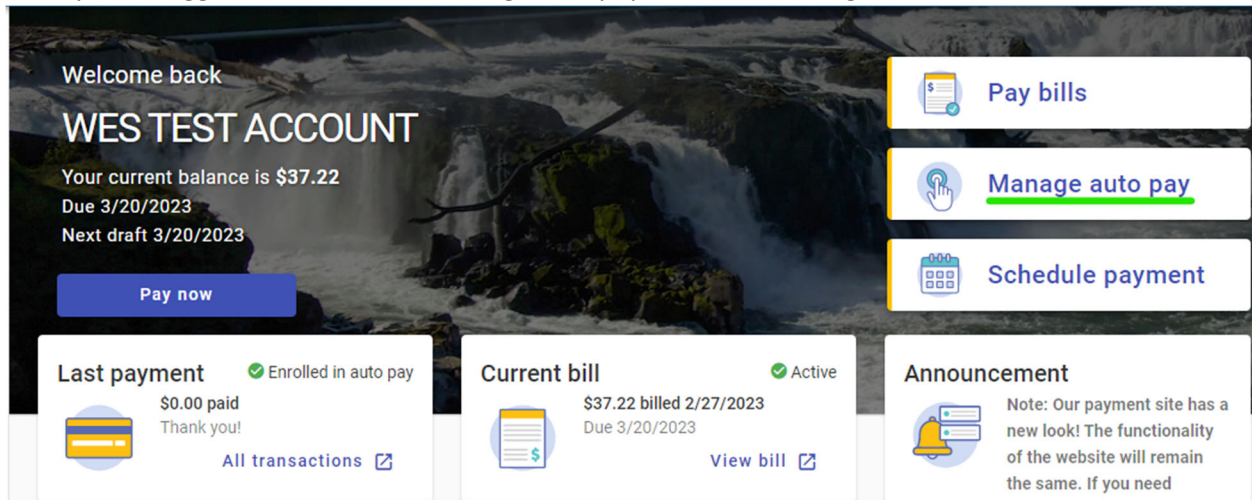 Welcome back
WES TEST ACCOUNT
Your current balance is $37.22
Due 3/20/2023
Next draft 3/20/2023
Pay now
Pay bills
Manage auto pay
Schedule payment
Last payment
Enrolled in auto pay
$0.00 paid
Thank you!
All transactions
Current bill
Active
$37.22 billed 2/27/2023
Due 3/20/2023
View bill
Announcement
Note: Our payment site has a
new look! The functionality
of the website will remain
the same. If you need